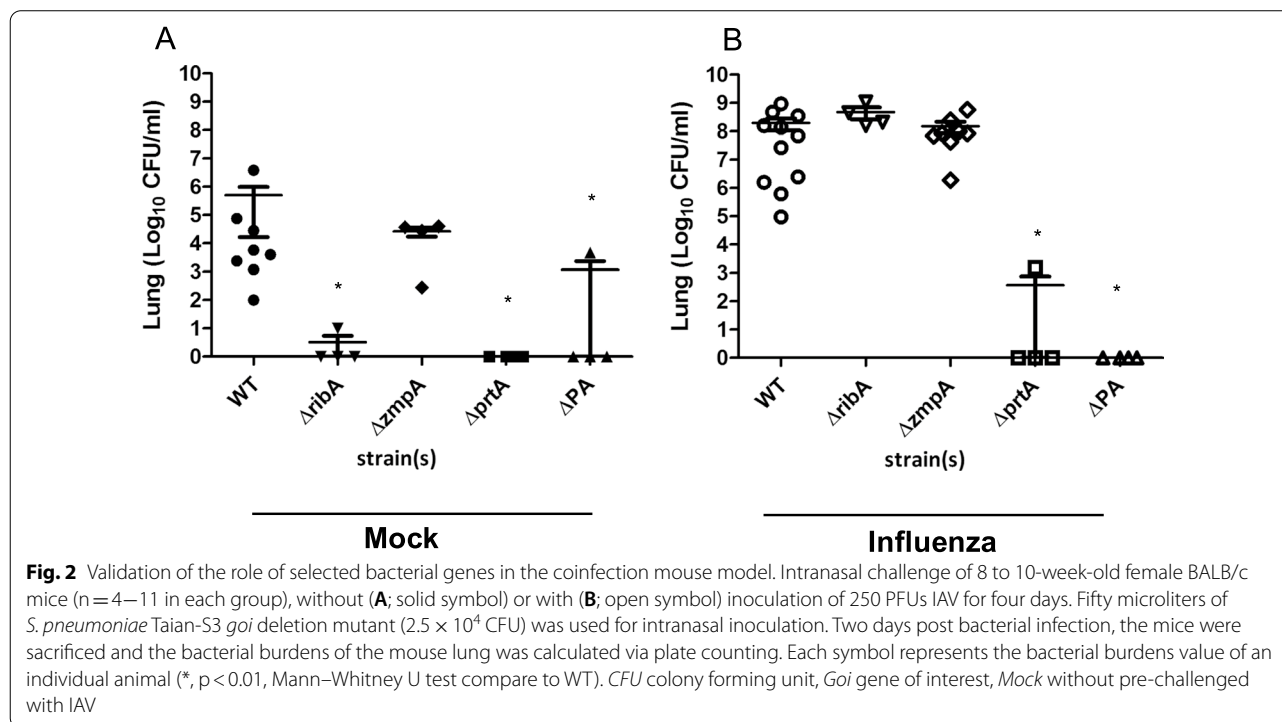 A
B
10
9
8
7
6
5
4
3
2
1
0
Lung (Log10 CFU/ml)
*
*
*
WT
ΔribA
ΔzmpA
ΔprtA
ΔPA
strain(s)
Mock
10
9
8
7
6
5
4
3
2
1
0
Lung (Log10 CFU/ml)
*
*
WT
ΔribA
ΔzmpA
ΔprtA
ΔPA
strain(s)
Influenza
Fig. 2 Validation of the role of selected bacterial genes in the coinfection mouse model. Intranasal challenge of 8 to 10-week-old female BALB/c
mice (n = 4–11 in each group), without (A; solid symbol) or with (B; open symbol) inoculation of 250 PFUs IAV for four days. Fifty microliters of
S. pneumoniae Taian-S3 goi deletion mutant (2.5 × 10⁴ CFU) was used for intranasal inoculation. Two days post bacterial infection, the mice were
sacrificed and the bacterial burdens of the mouse lung was calculated via plate counting. Each symbol represents the bacterial burdens value of an
individual animal (*, p < 0.01, Mann–Whitney U test compare to WT). CFU colony forming unit, Goi gene of interest, Mock without pre-challenged
with IAV